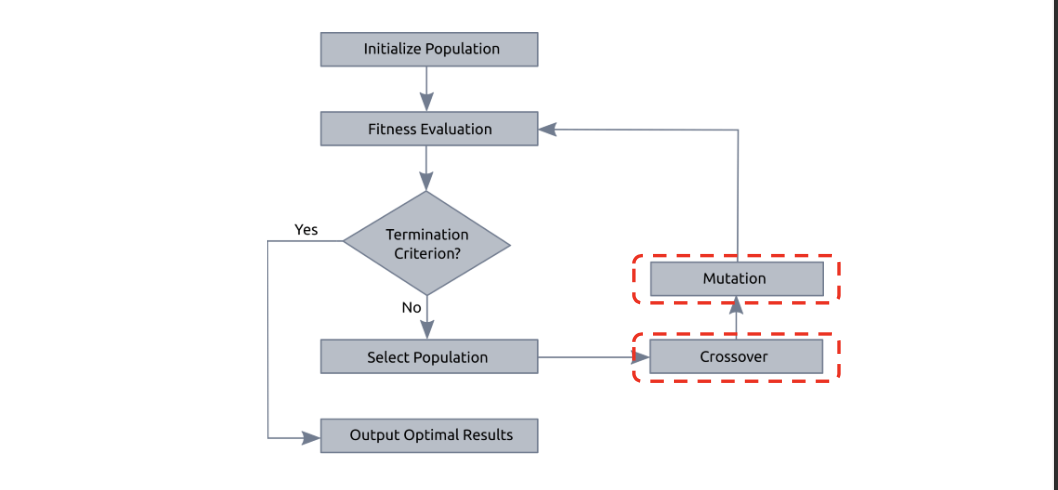 Initialize Population
Fitness Evaluation
Yes
Termination
Criterion?
No
Mutation
Select Population
Crossover
Output Optimal Results